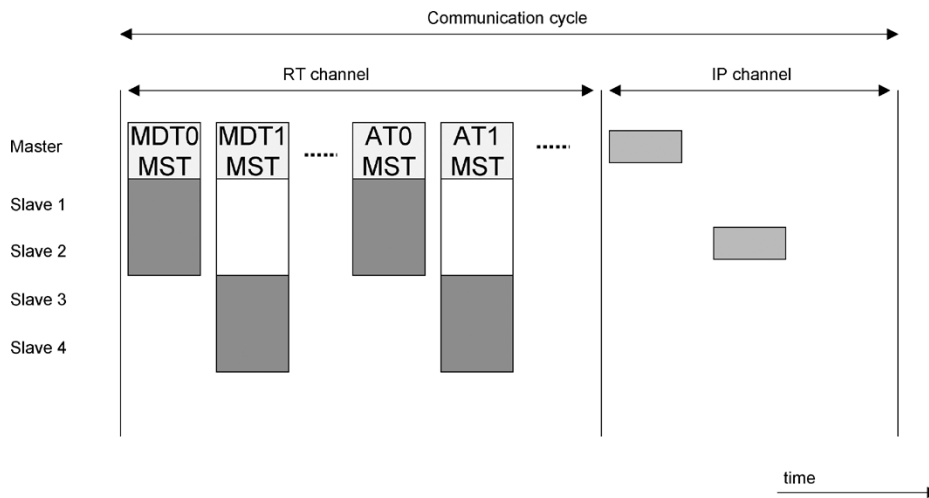 Communication cycle
RT channel
IP channel
Master
MDT0
MST
MDT1
MST
......
AT0
MST
AT1
MST
......
Slave 1
Slave 2
Slave 3
Slave 4
time